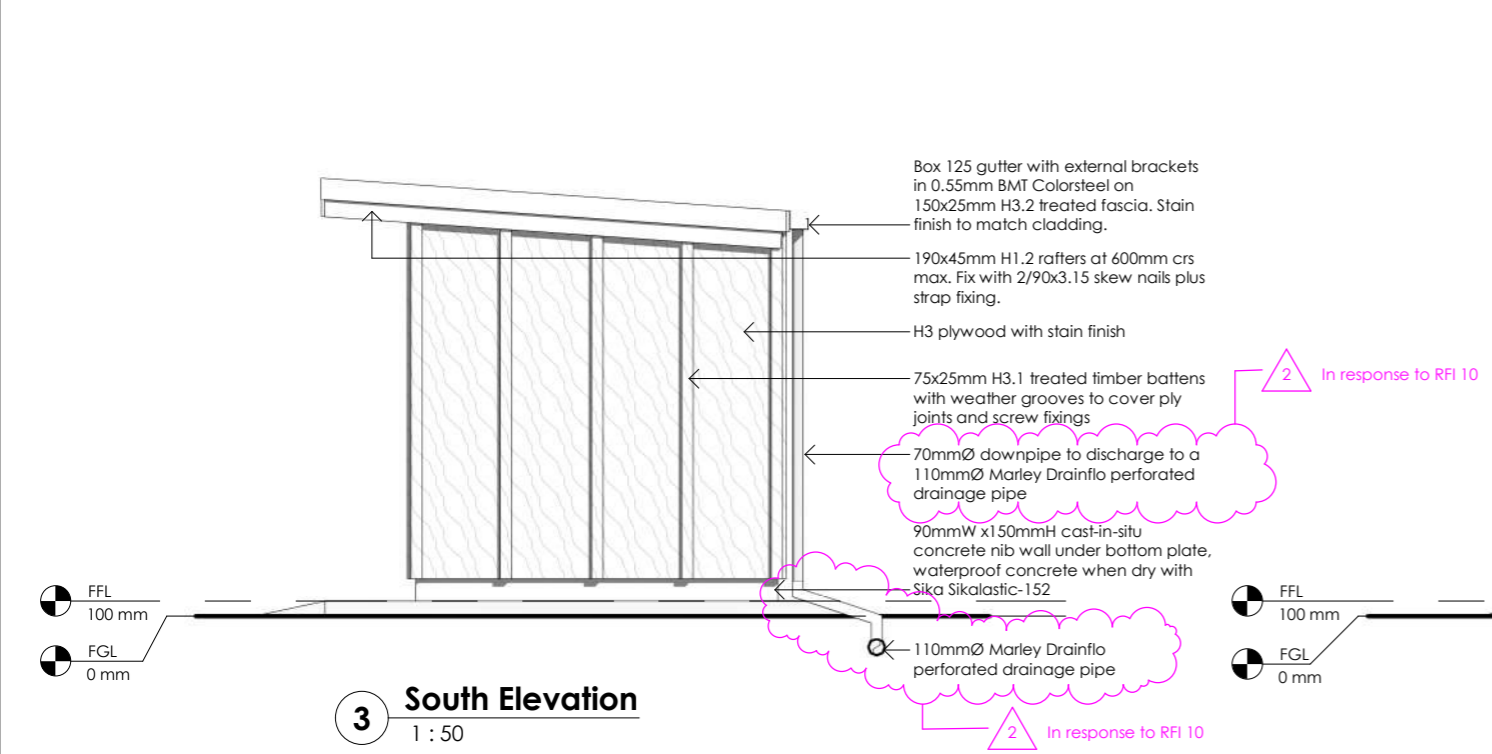 Box 125 gutter with external brackets
in 0.55mm BMT Colorsteel on
150x25mm H3.2 treated fascia. Stain
finish to match cladding.
190x45mm H1.2 rafters at 600mm crs
max. Fix with 2/90x3.15 skew nails plus
strap fixing.
H3 plywood with stain finish
75x25mm H3.1 treated timber battens
with weather grooves to cover ply
joints and screw fixings
2
In response to RFI 10
70mmØ downpipe to discharge to a
110mmØ Marley Drainflo perforated
drainage pipe
90mmW x150mmH cast-in-situ
concrete nib wall under bottom plate,
waterproof concrete when dry with
Sika Sikalastic-152
FFL
100 mm
FGL
0 mm
FFL
100 mm
FGL
0 mm
110mmØ Marley Drainflo
perforated drainage pipe
2
In response to RFI 10
3
South Elevation
1 : 50